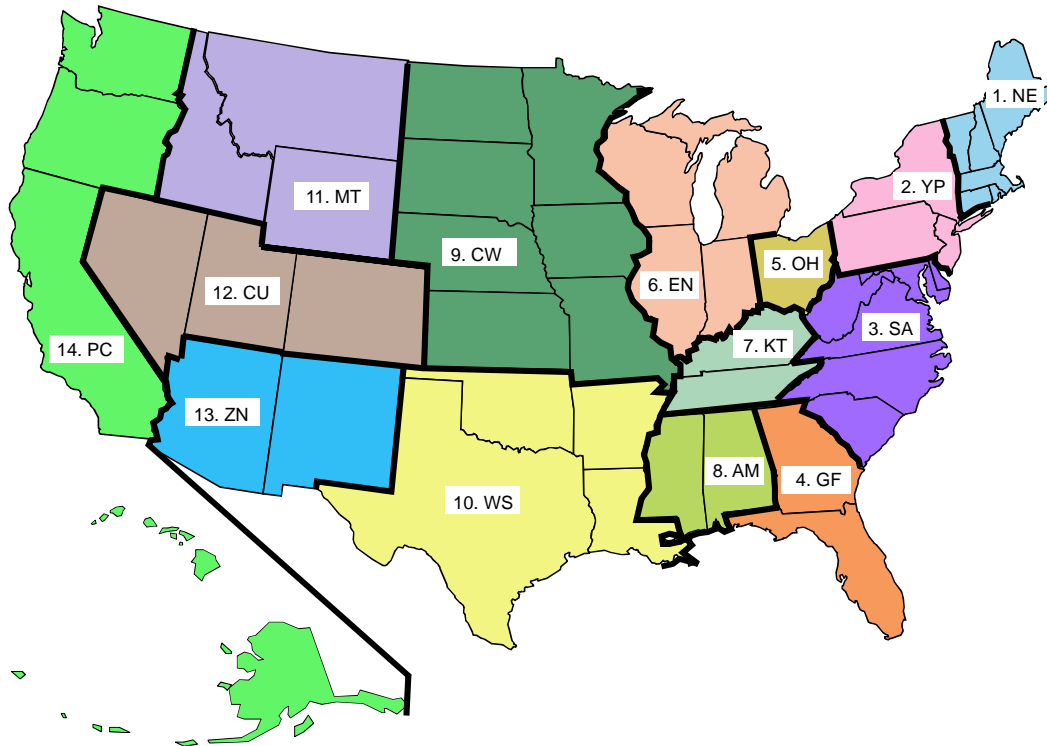 1. NE
2. YP
11. MT
9. CW
5. OH
6. EN
12. CU
3. SA
7. KT
14. PC
13. ZN
8. AM
4. GF
10. WS